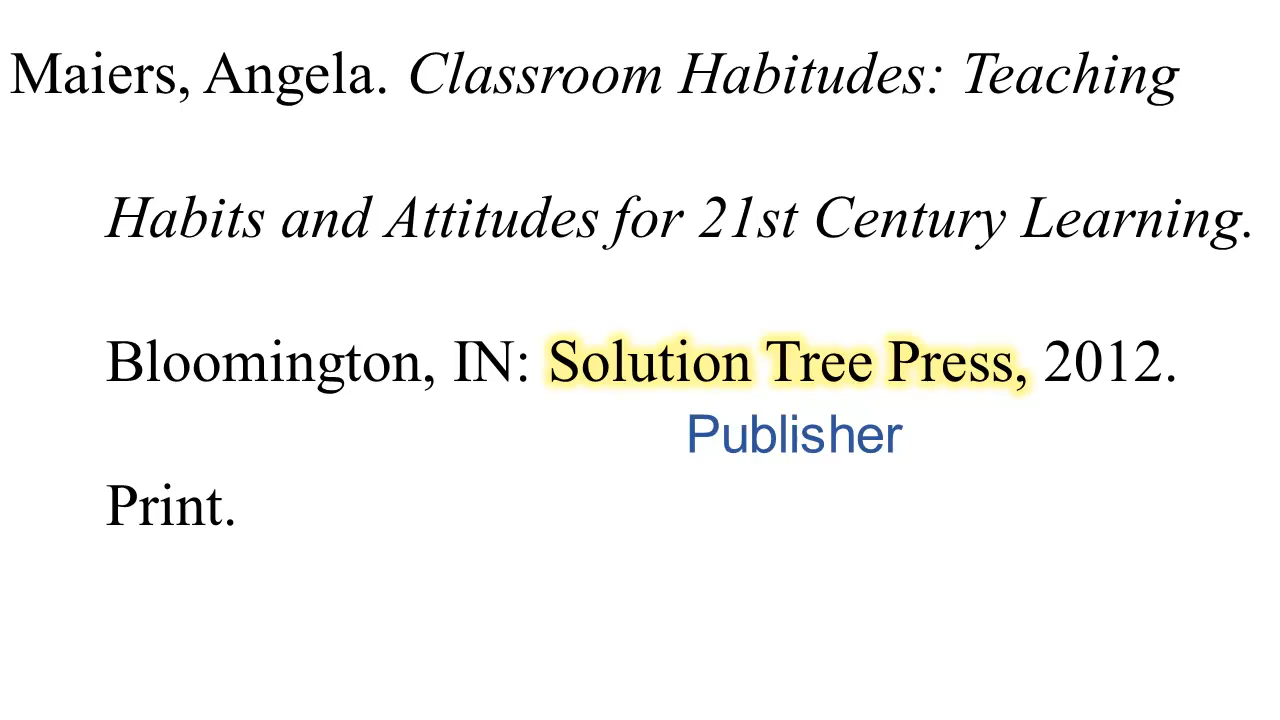 Maiers, Angela. Classroom Habitudes: Teaching
Habits and Attitudes for 21st Century Learning.
Bloomington, IN: Solution Tree Press, 2012.
Publisher
Print.